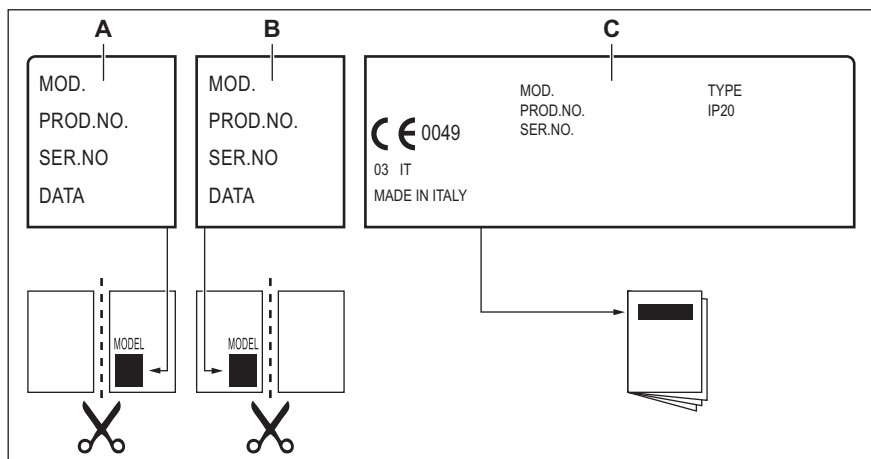 A
B
C
MOD.
PROD.NO.
SER.NO
DATA
MOD.
PROD.NO.
SER.NO
DATA
MOD.
PROD.NO.
SER.NO.
TYPE
IP20
CE 0049
03 IT
MADE IN ITALY
MODEL
MODEL